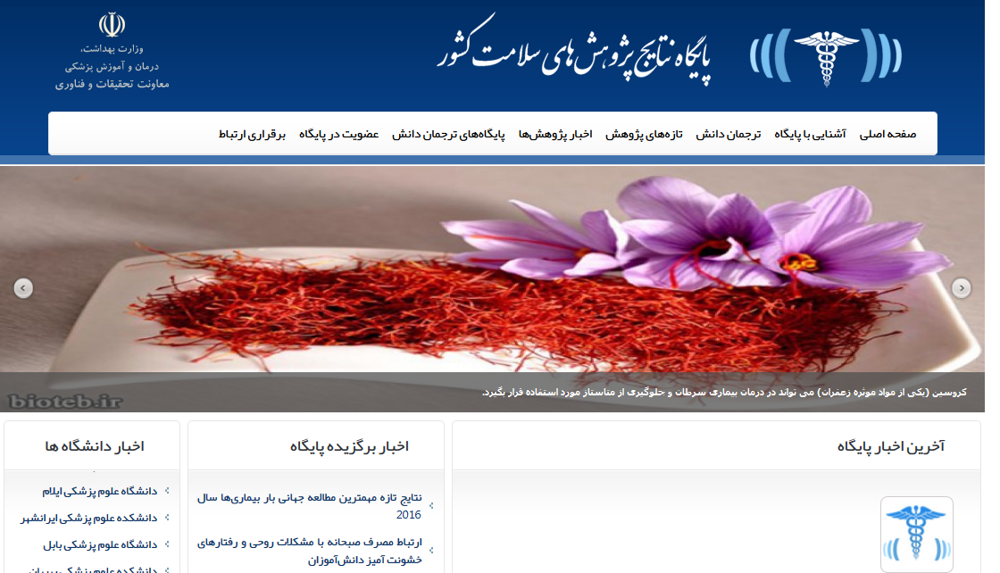 پایگاه نتایج پژوهش‌های سلامت کشور
وزارت بهداشت،
درمان و آموزش پزشکی
معاونت تحقیقات و فناوری
صفحه اصلی
آشنایی با پایگاه
ترجمان دانش
تازه‌های پژوهش
اخبار پژوهش‌ها
پایگاه‌های ترجمان دانش
عضویت در پایگاه
برقراری ارتباط
کروسین (یکی از مواد موثره زعفران) می تواند در درمان بیماری سرطان و جلوگیری از متاستاز مورد استفاده قرار بگیرد.
bioteb.ir
آخرین اخبار پایگاه
اخبار برگزیده پایگاه
نتایج تازه مهمترین مطالعه جهانی بار بیماری‌ها سال
2016
ارتباط مصرف صبحانه با مشکلات روحی و رفتارهای
خشونت آمیز دانش‌آموزان
اخبار دانشگاه ها
دانشگاه علوم پزشکی ایلام
دانشکده علوم پزشکی ایرانشهر
دانشگاه علوم پزشکی بابل